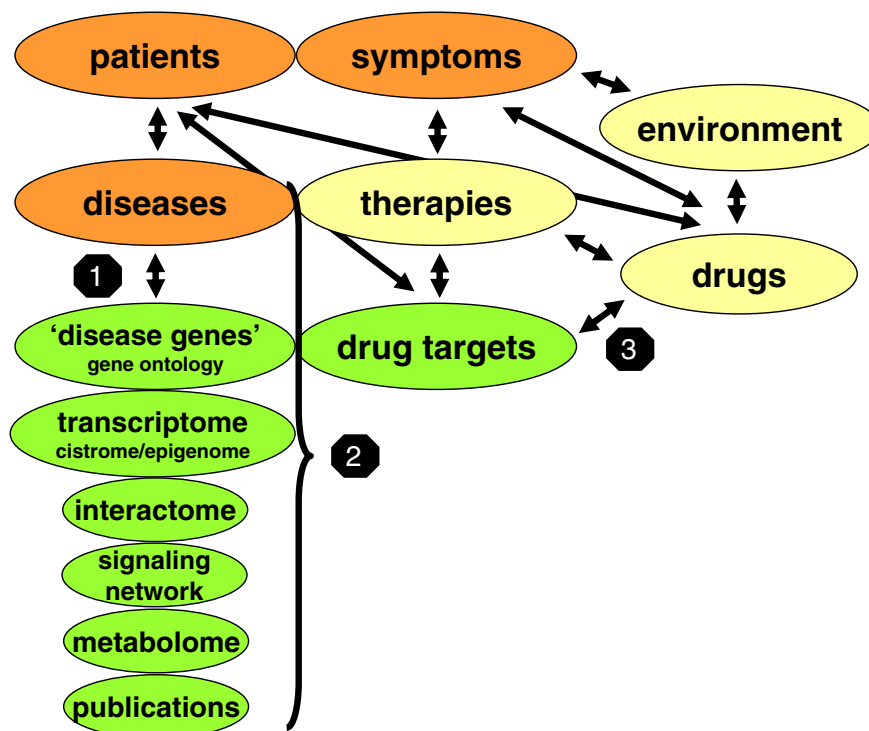 patients
symptoms
environment
diseases
therapies
drugs
1
'disease genes'
gene ontology
drug targets
3
transcriptome
cistrome/epigenome
2
interactome
signaling
network
metabolome
publications